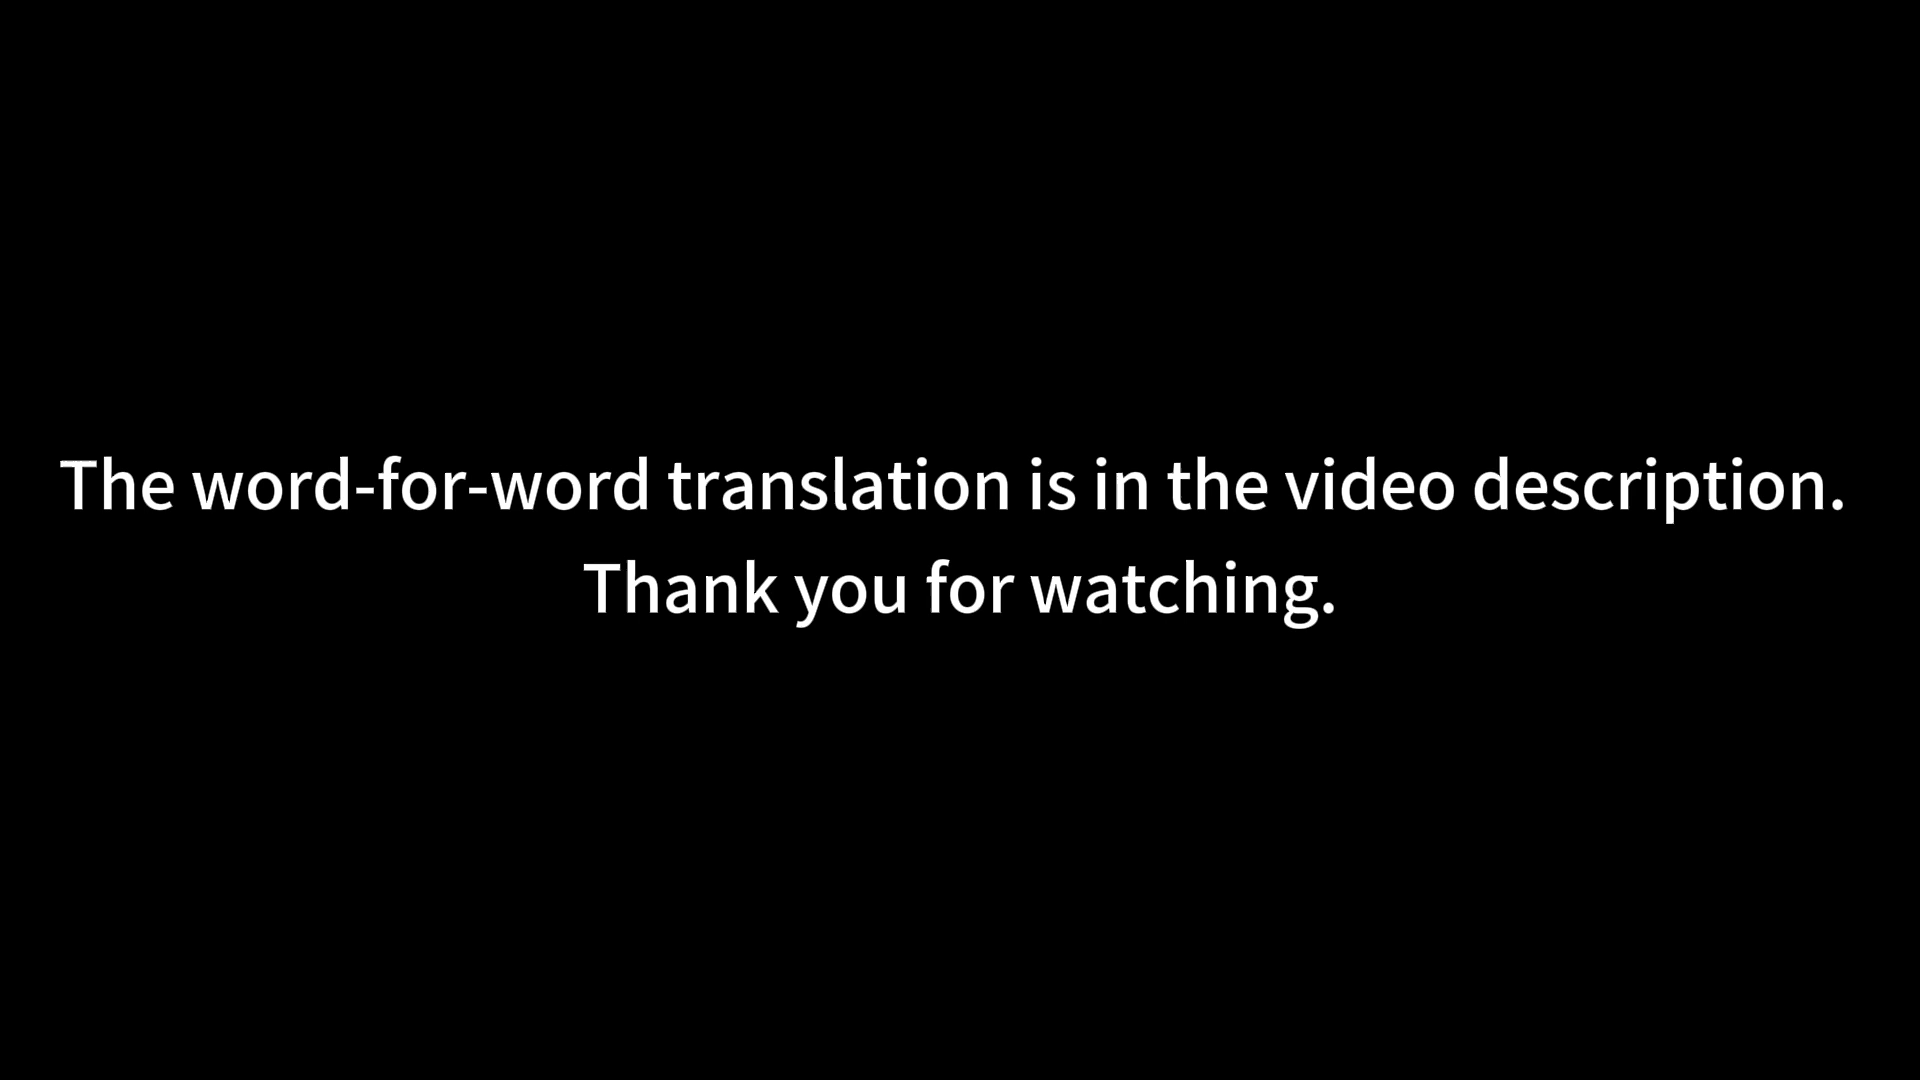 The word-for-word translation is in the video description.
Thank you for watching.